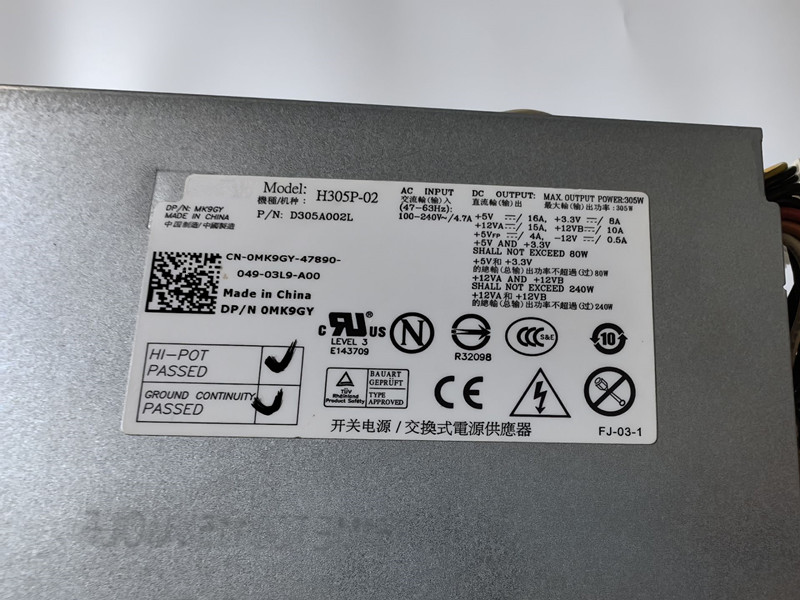 Model: H305P-02
機種/机种：
P/N: D305A002L
DP/N: MK9GY
MADE IN CHINA
中国制造/中國製造
AC INPUT
交流輸(输)入
(47-63Hz):
100-240V~/4.7A
DC OUTPUT: MAX. OUTPUT POWER:305W
直流輸(输)出 最大輸(输)出功率：305W
+5V ⎓/ 16A, +3.3V ⎓/ 8A
+12VA ⎓/ 15A, +12VB ⎓/ 10A
+5VFP ⎓/ 4A, -12V ⎓/ 0.5A
+5V AND +3.3V
SHALL NOT EXCEED 80W
+5V和 +3.3V
的總輸(总输)出功率不超過(过)80W
+12VA AND +12VB
SHALL NOT EXCEED 240W
+12VA和 +12VB
的總輸(总输)出功率不超過(过)240W
CN-0MK9GY-47890-
049-03L9-A00
Made in China
DP/N 0MK9GY
HI-POT
PASSED
GROUND CONTINUITY
PASSED
c RU ® US
LEVEL 3
E143709
N
R32098
CCC S&E
10
TÜV
Rheinland
Product Safety
BAUART
GEPRÜFT
TYPE
APPROVED
CE
开关电源 / 交換式電源供應器
FJ-03-1